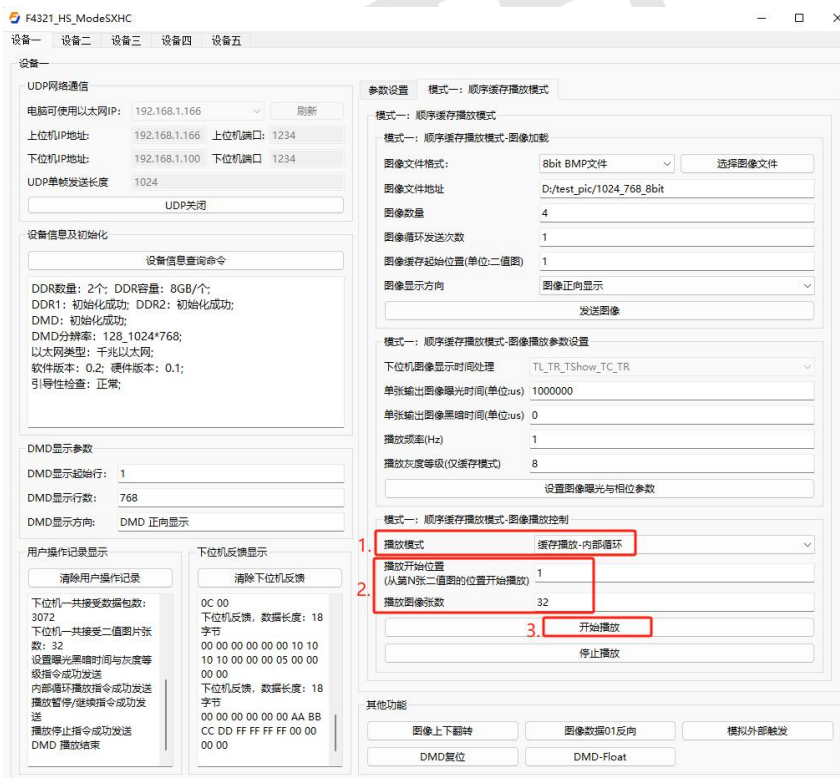 F4321_HS_ModeSXHC
设备一 设备二 设备三 设备四 设备五
设备一
UDP网络通信
电脑可使用以太网IP: 192.168.1.166 刷新
上位机IP地址: 192.168.1.166 上位机端口: 1234
下位机IP地址: 192.168.1.100 下位机端口 1234
UDP单帧发送长度 1024
UDP关闭
设备信息及初始化
设备信息查询命令
DDR数量: 2个; DDR容量: 8GB/个;
DDR1: 初始化成功; DDR2: 初始化成功;
DMD: 初始化成功;
DMD分辨率: 128_1024*768;
以太网类型: 千兆以太网;
软件版本: 0.2; 硬件版本: 0.1;
引导性检查: 正常;
DMD显示参数
DMD显示起始行: 1
DMD显示行数: 768
DMD显示方向: DMD 正向显示
用户操作记录显示
清除用户操作记录
下位机一共接受数据包数:
3072
下位机一共接受二值图片张
数: 32
设置曝光黑暗时间与灰度等
级指令成功发送
内部循环播放指令成功发送
播放暂停/继续指令成功发
送
播放停止指令成功发送
DMD 播放结束
下位机反馈显示
清除下位机反馈
0C 00
下位机反馈, 数据长度: 18
字节
00 00 00 00 00 00 10 10
10 10 00 00 00 05 00 00
00 00
下位机反馈, 数据长度: 18
字节
00 00 00 00 00 00 AA BB
CC DD FF FF FF FF 00 00
00 00
参数设置 模式一: 顺序缓存播放模式
模式一: 顺序缓存播放模式
模式一: 顺序缓存播放模式-图像加载
图像文件格式: 8bit BMP文件 选择图像文件
图像文件地址 D:/test_pic/1024_768_8bit
图像数量 4
图像循环发送次数 1
图像缓存起始位置(单位:二值图) 1
图像显示方向 图像正向显示
发送图像
模式一: 顺序缓存播放模式-图像播放参数设置
下位机图像显示时间处理 TL_TR_TShow_TC_TR
单张输出图像曝光时间(单位:us) 1000000
单张输出图像黑暗时间(单位:us) 0
播放频率(Hz) 1
播放灰度等级(仅缓存模式) 8
设置图像曝光与相位参数
模式一: 顺序缓存播放模式-图像播放控制
1. 播放模式 缓存播放-内部循环
2. 播放开始位置
(从第N张二值图的位置开始播放) 1
播放图像张数 32
3. 开始播放
停止播放
其他功能
图像上下翻转 图像数据01反向 模拟外部触发
DMD复位 DMD-Float